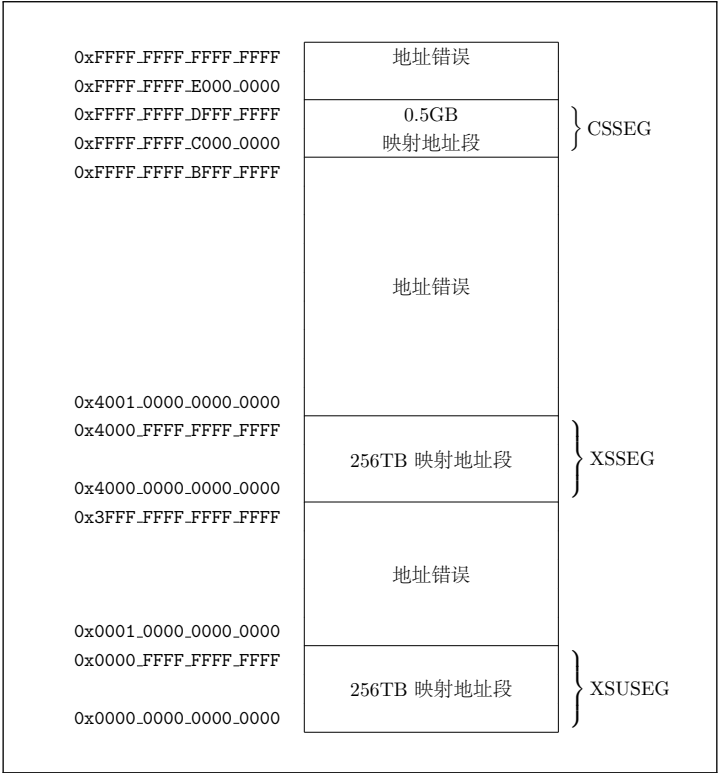 0xFFFF_FFFF_FFFF_FFFF
地址错误
0xFFFF_FFFF_E000_0000
0xFFFF_FFFF_DFFF_FFFF
0.5GB
CSSEG
0xFFFF_FFFF_C000_0000
映射地址段
0xFFFF_FFFF_BFFF_FFFF
地址错误
0x4001_0000_0000_0000
0x4000_FFFF_FFFF_FFFF
256TB 映射地址段
XSSEG
0x4000_0000_0000_0000
0x3FFF_FFFF_FFFF_FFFF
地址错误
0x0001_0000_0000_0000
0x0000_FFFF_FFFF_FFFF
256TB 映射地址段
XSUSEG
0x0000_0000_0000_0000